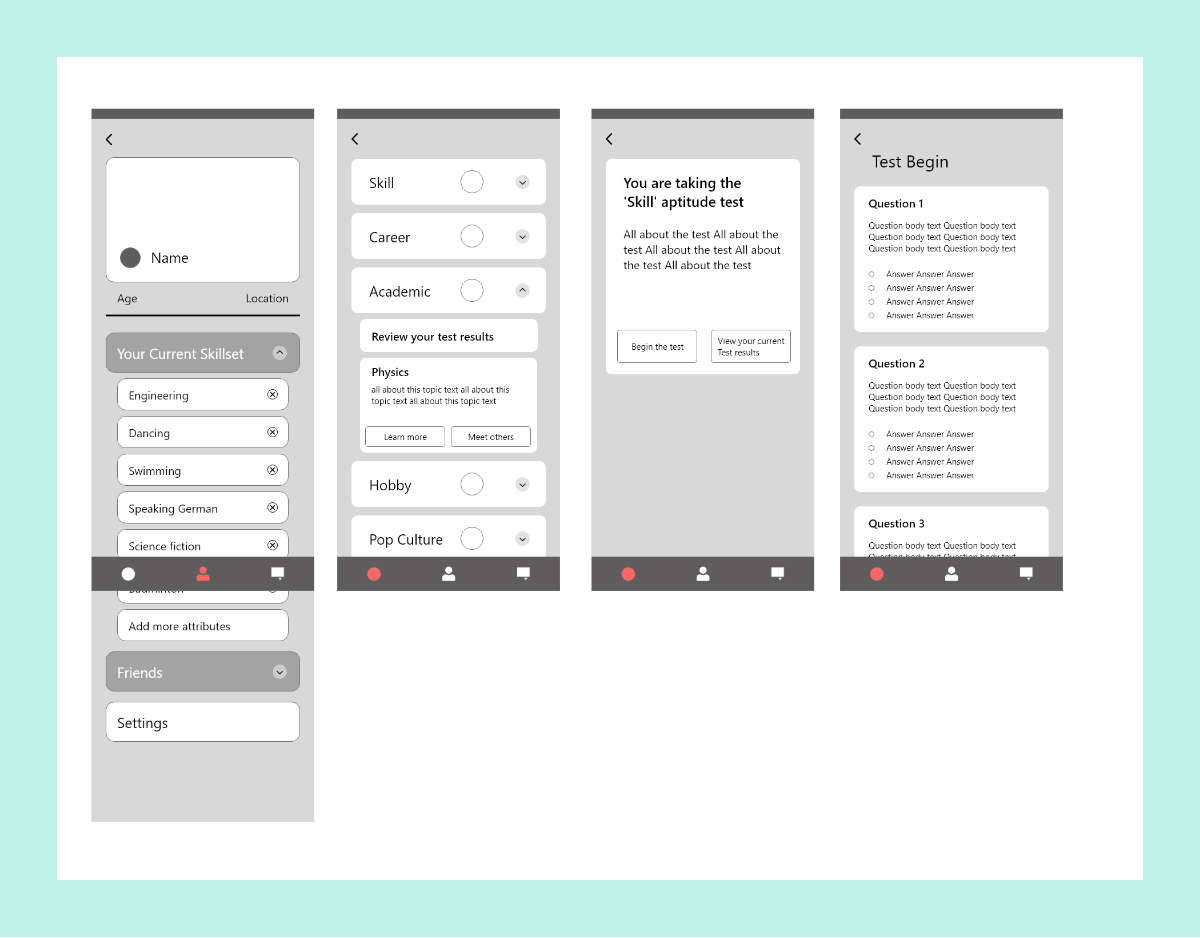 Name
Age
Location
Your Current Skillset
Engineering
Dancing
Swimming
Speaking German
Science fiction
Badminton
Add more attributes
Friends
Settings
Skill
Career
Academic
Review your test results
Physics
all about this topic text all about this
topic text all about this topic text
Learn more
Meet others
Hobby
Pop Culture
You are taking the
'Skill' aptitude test
All about the test All about the
test All about the test All about
the test All about the test
Begin the test
View your current
Test results
Test Begin
Question 1
Question body text Question body text
Question body text Question body text
Question body text Question body text
Answer Answer Answer
Answer Answer Answer
Answer Answer Answer
Answer Answer Answer
Question 2
Question body text Question body text
Question body text Question body text
Question body text Question body text
Answer Answer Answer
Answer Answer Answer
Answer Answer Answer
Answer Answer Answer
Question 3
Question body text Question body text
Question body text Question body text